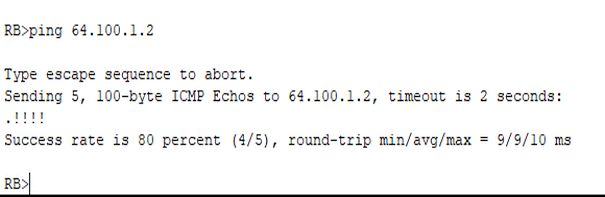 RB>ping 64.100.1.2
Type escape sequence to abort.
Sending 5, 100-byte ICMP Echos to 64.100.1.2, timeout is 2 seconds:
.!!!!
Success rate is 80 percent (4/5), round-trip min/avg/max = 9/9/10 ms
RB>